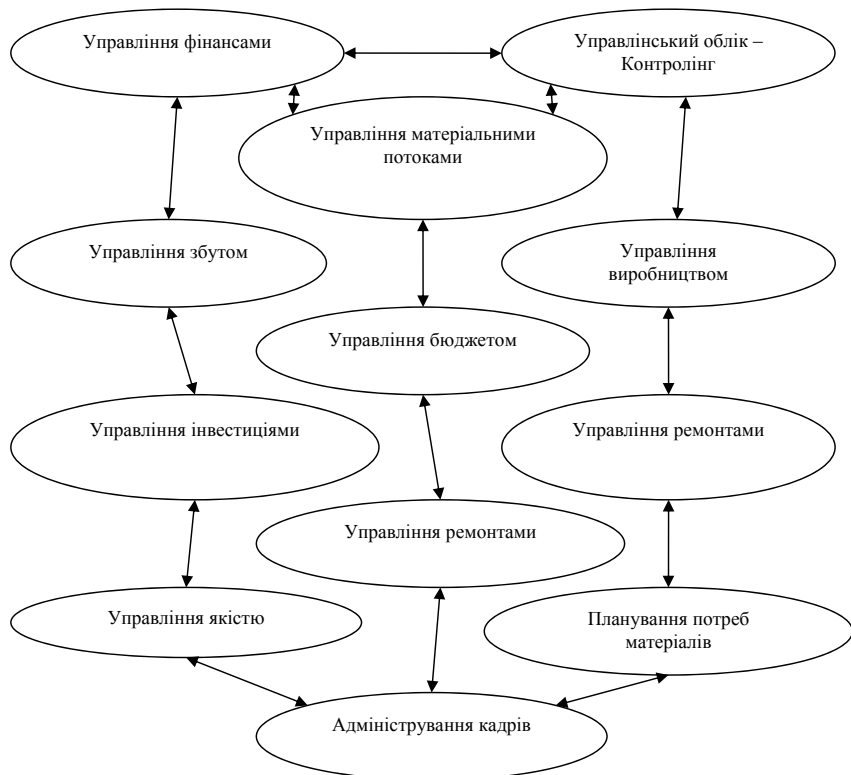 Управління фінансами
Управлінський облік –
Контролінг
Управління матеріальними
потоками
Управління збутом
Управління
виробництвом
Управління бюджетом
Управління інвестиціями
Управління ремонтами
Управління ремонтами
Управління якістю
Планування потреб
матеріалів
Адміністрування кадрів